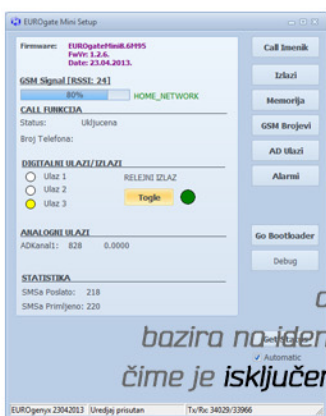 EUROgate Mini Setup
Firmware: EUROgateMini8.6M95
FwVr: 1.2.6.
Date: 23.04.2013.
GSM Signal [RSSI: 24]
80% HOME_NETWORK
CALL FUNKCIJA
Status: Ukljucena
Broj Telefona:
DIGITALNI ULAZI/IZLAZI
Ulaz 1 RELEJNI IZLAZ
Ulaz 2
Togle
Ulaz 3
ANALOGNI ULAZI
ADKanal1: 828 0.0000
STATISTIKA
SMSa Poslato: 218
SMSa Primljeno: 220
Call Imenik
Izlazi
Memorija
GSM Brojevi
AD Ulazi
Alarmi
Go Bootloader
Debug
Get Status
Automatic
bazira na iden
čime je isključen
EUROgenyx 23042013 Uredjaj prisutan Tx/Rx: 34029/33966